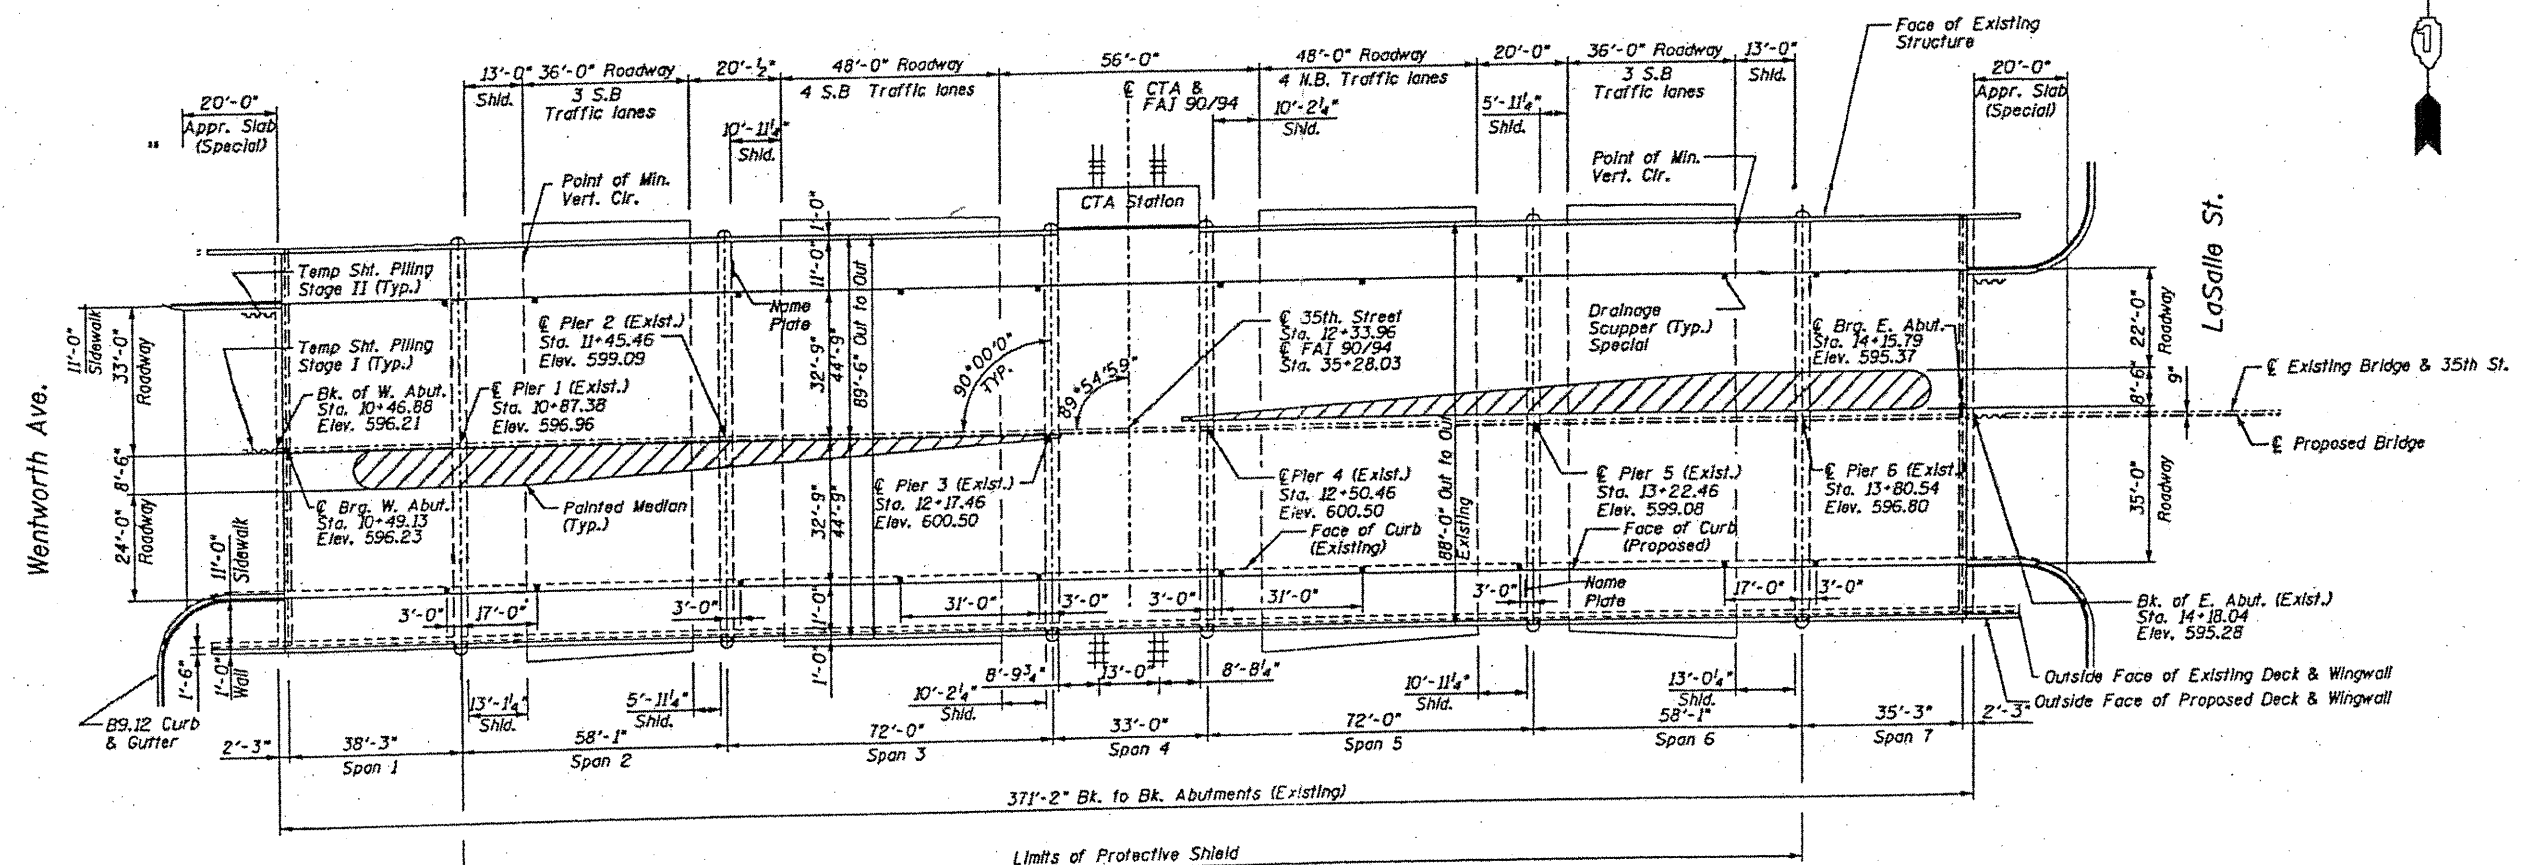 Face of Existing
Structure
13'-0"
Shld.
36'-0" Roadway
3 S.B
Traffic lanes
20'-½"
48'-0" Roadway
4 S.B Traffic lanes
56'-0"
48'-0" Roadway
4 N.B. Traffic lanes
20'-0"
36'-0" Roadway
3 S.B
Traffic lanes
13'-0"
Shld.
20'-0"
Appr. Slab
(Special)
20'-0"
Appr. Slab
(Special)
℄ CTA &
FAI 90/94
10'-11¼"
Shld.
10'-2¼"
Shld.
5'-11¼"
Shld.
Point of Min.
Vert. Clr.
Point of Min.
Vert. Clr.
CTA Station
1'-0"
11'-0"
32'-9"
44'-9"
89'-6" Out to Out
Temp Sht. Piling
Stage II (Typ.)
Temp Sht. Piling
Stage I (Typ.)
Name
Plate
℄ Pier 2 (Exist.)
Sta. 11+45.46
Elev. 599.09
℄ 35th. Street
Sta. 12+33.96
℄ FAI 90/94
Sta. 35+28.03
Drainage
Scupper (Typ.)
Special
℄ Brg. E. Abut.
Sta. 14+15.79
Elev. 595.37
11'-0"
Sidewalk
33'-0"
Roadway
8'-6"
24'-0"
Roadway
Wentworth Ave.
Bk. of W. Abut.
Sta. 10+46.88
Elev. 596.21
℄ Pier 1 (Exist.)
Sta. 10+87.38
Elev. 596.96
90°00'0"
TYP.
89°54'59"
22'-0"
Roadway
8'-6"
9"
35'-0"
Roadway
LaSalle St.
℄ Existing Bridge & 35th St.
℄ Proposed Bridge
℄ Brg. W. Abut.
Sta. 10+49.13
Elev. 596.23
Painted Median
(Typ.)
32'-9"
44'-9"
℄ Pier 3 (Exist.)
Sta. 12+17.46
Elev. 600.50
℄ Pier 4 (Exist.)
Sta. 12+50.46
Elev. 600.50
Face of Curb
(Existing)
88'-0" Out to Out
Existing
℄ Pier 5 (Exist.)
Sta. 13+22.46
Elev. 599.08
Face of Curb
(Proposed)
℄ Pier 6 (Exist.)
Sta. 13+80.54
Elev. 596.80
11'-0"
Sidewalk
3'-0"
17'-0"
3'-0"
11'-0"
31'-0"
3'-0"
3'-0"
31'-0"
3'-0"
Name
Plate
17'-0"
3'-0"
Bk. of E. Abut. (Exist.)
Sta. 14+18.04
Elev. 595.28
1'-6"
1'-0"
Wall
1'-0"
8'-9¾"
13'-0"
8'-8¼"
B9.12 Curb
& Gutter
13'-1¼"
Shld.
5'-11¼"
Shld.
10'-2¼"
Shld.
10'-11¼"
Shld.
13'-0¼"
Shld.
Outside Face of Existing Deck & Wingwall
Outside Face of Proposed Deck & Wingwall
2'-3"
38'-3"
Span 1
58'-1"
Span 2
72'-0"
Span 3
33'-0"
Span 4
72'-0"
Span 5
58'-1"
Span 6
35'-3"
Span 7
2'-3"
371'-2" Bk. to Bk. Abutments (Existing)
Limits of Protective Shield